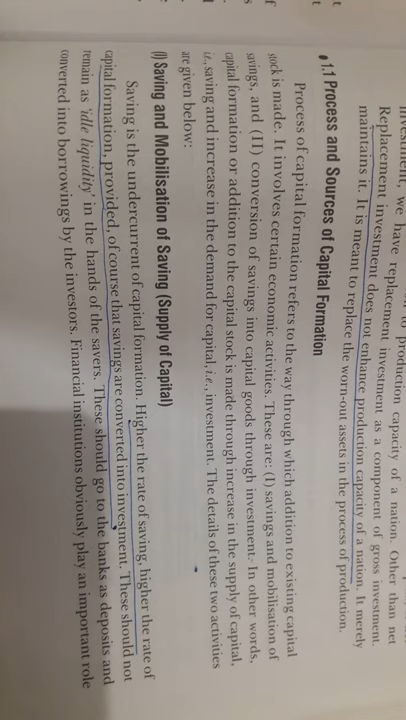 investment, we have replacement investment as a component of gross investment.
to production capacity of a nation. Other than net
Replacement investment does not enhance production capacity of a nation. It merely
maintains it. It is meant to replace the worn-out assets in the process of production.
• 1.1 Process and Sources of Capital Formation
Process of capital formation refers to the way through which addition to existing capital
stock is made. It involves certain economic activities. These are: (I) savings and mobilisation of
savings, and (II) conversion of savings into capital goods through investment. In other words,
capital formation or addition to the capital stock is made through increase in the supply of capital,
i.e., saving and increase in the demand for capital, i.e., investment. The details of these two activities
are given below:
(I) Saving and Mobilisation of Saving (Supply of Capital)
Saving is the undercurrent of capital formation. Higher the rate of saving, higher the rate of
capital formation, provided, of course that savings are converted into investment. These should not
remain as 'idle liquidity' in the hands of the savers. These should go to the banks as deposits and
converted into borrowings by the investors. Financial institutions obviously play an important role